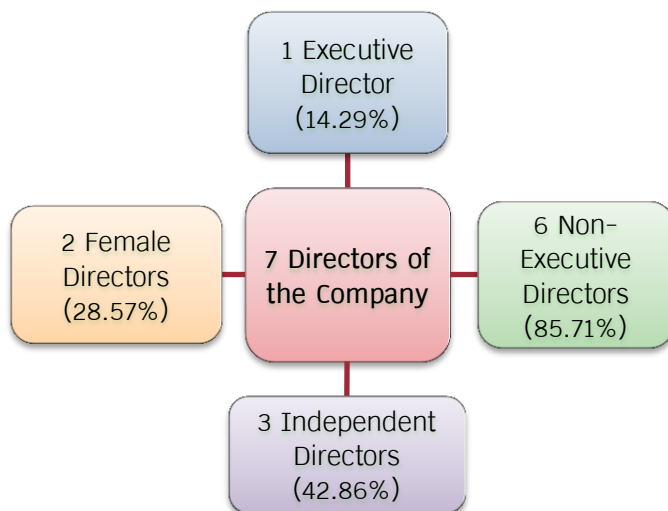 1 Executive
Director
(14.29%)
2 Female
Directors
(28.57%)
7 Directors of
the Company
6 Non-
Executive
Directors
(85.71%)
3 Independent
Directors
(42.86%)